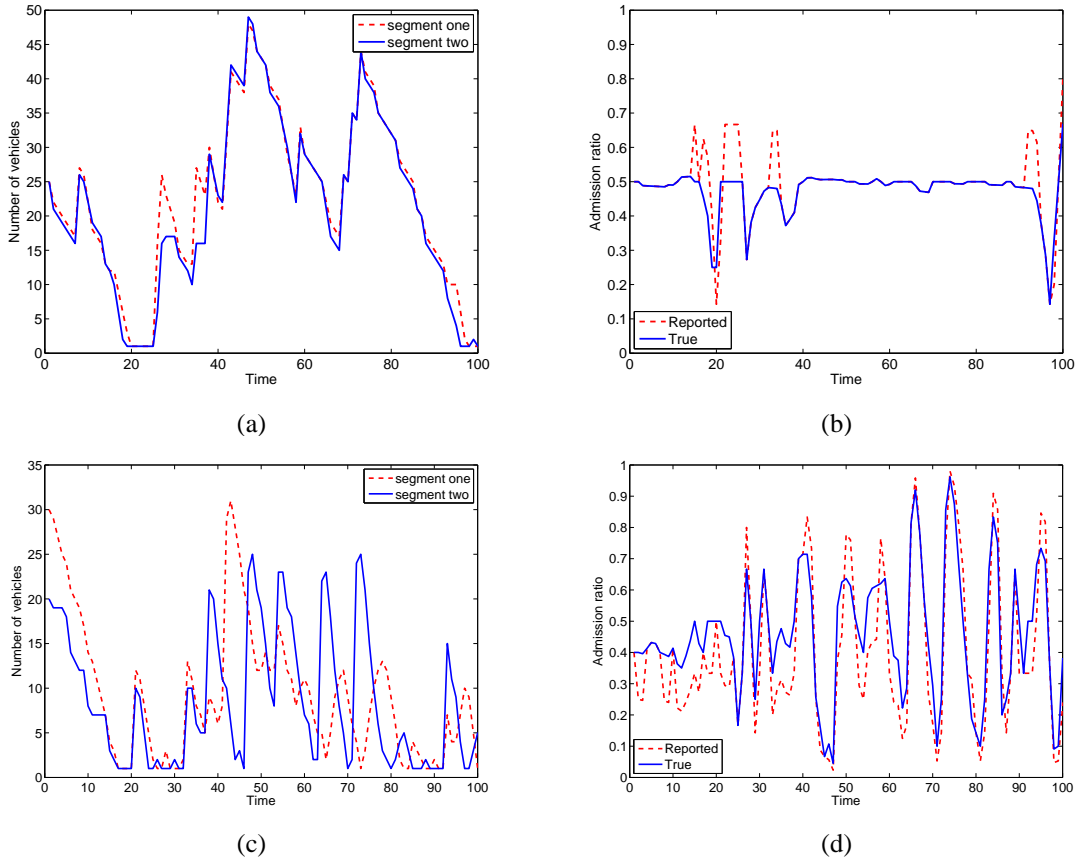 50
45
40
35
30
25
20
15
10
5
0
Number of vehicles
0 20 40 60 80 100
Time
segment one
segment two
(a)
1
0.9
0.8
0.7
0.6
0.5
0.4
0.3
0.2
0.1
0
Admission ratio
0 20 40 60 80 100
Time
Reported
True
(b)
35
30
25
20
15
10
5
0
Number of vehicles
0 10 20 30 40 50 60 70 80 90 100
Time
segment one
segment two
(c)
1
0.9
0.8
0.7
0.6
0.5
0.4
0.3
0.2
0.1
0
Admission ratio
0 10 20 30 40 50 60 70 80 90 100
Time
Reported
True
(d)